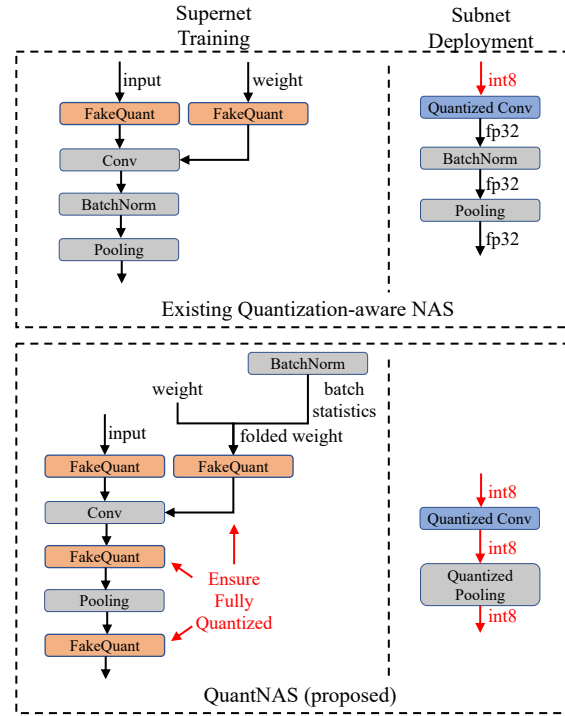 Supernet
Training
Subnet
Deployment
input
weight
FakeQuant
FakeQuant
Conv
BatchNorm
Pooling
int8
Quantized Conv
fp32
BatchNorm
fp32
Pooling
fp32
Existing Quantization-aware NAS
BatchNorm
weight
batch
statistics
input
folded weight
FakeQuant
FakeQuant
Conv
FakeQuant
Pooling
FakeQuant
Ensure
Fully
Quantized
int8
Quantized Conv
int8
Quantized
Pooling
int8
QuantNAS (proposed)